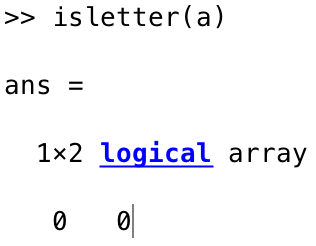 >> isletter(a)
ans =
1×2 logical array
0   0